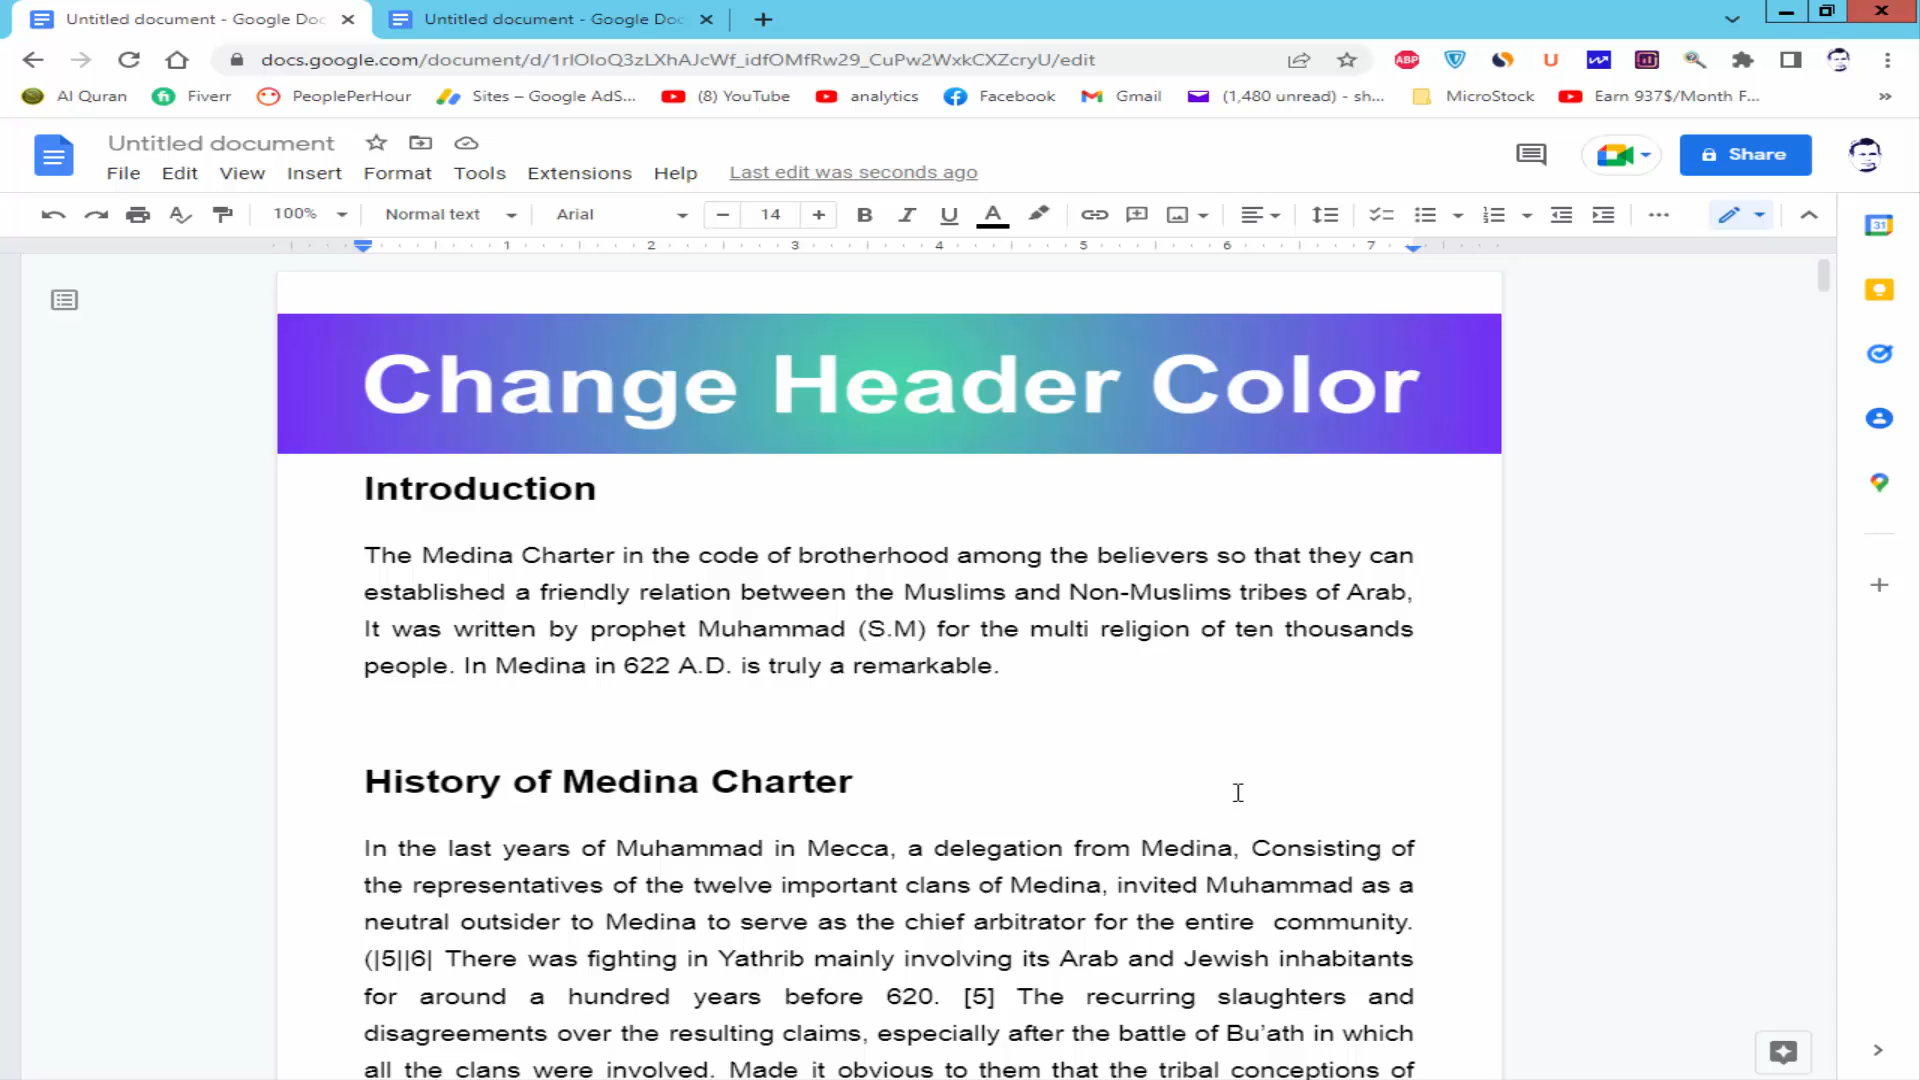 Untitled document - Google Doc
Untitled document - Google Doc
docs.google.com/document/d/1rIOIoQ3zLXhAJcWf_idfOMfRw29_CuPw2WxkCXZcryU/edit
ABP
U
Al Quran
Fiverr
PeoplePerHour
Sites – Google AdS...
(8) YouTube
analytics
Facebook
Gmail
(1,480 unread) - sh...
MicroStock
Earn 937$/Month F...
»
Untitled document
File Edit View Insert Format Tools Extensions Help Last edit was seconds ago
Share
100% Normal text Arial 14 B I U A
1 2 3 4 5 6 7
31
Change Header Color
Introduction
The Medina Charter in the code of brotherhood among the believers so that they can
established a friendly relation between the Muslims and Non-Muslims tribes of Arab,
It was written by prophet Muhammad (S.M) for the multi religion of ten thousands
people. In Medina in 622 A.D. is truly a remarkable.
History of Medina Charter
In the last years of Muhammad in Mecca, a delegation from Medina, Consisting of
the representatives of the twelve important clans of Medina, invited Muhammad as a
neutral outsider to Medina to serve as the chief arbitrator for the entire  community.
(|5||6| There was fighting in Yathrib mainly involving its Arab and Jewish inhabitants
for around a hundred years before 620. [5] The recurring slaughters and
disagreements over the resulting claims, especially after the battle of Bu’ath in which
all the clans were involved. Made it obvious to them that the tribal conceptions of